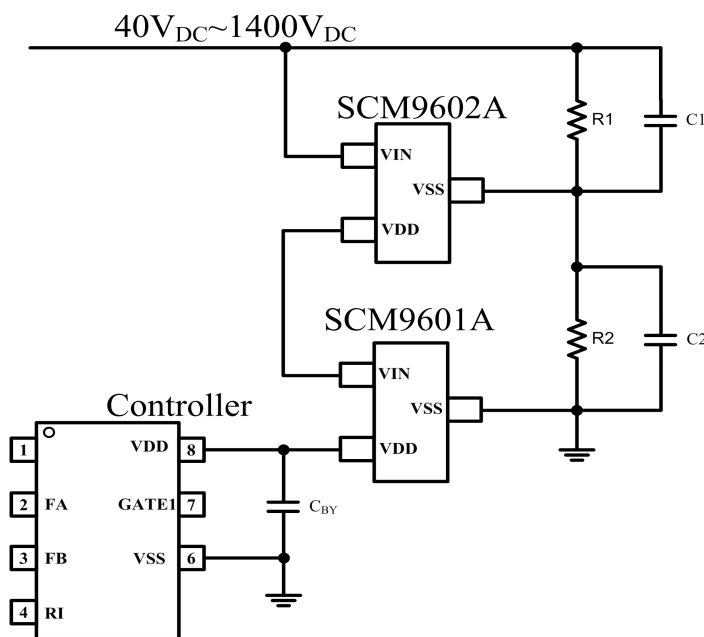 40VDC~1400VDC
SCM9602A
VIN
VSS
VDD
R1
C1
SCM9601A
VIN
VSS
VDD
R2
C2
Controller
1
VDD 8
2 FA GATE1 7
3 FB VSS 6
4 RI
CBY